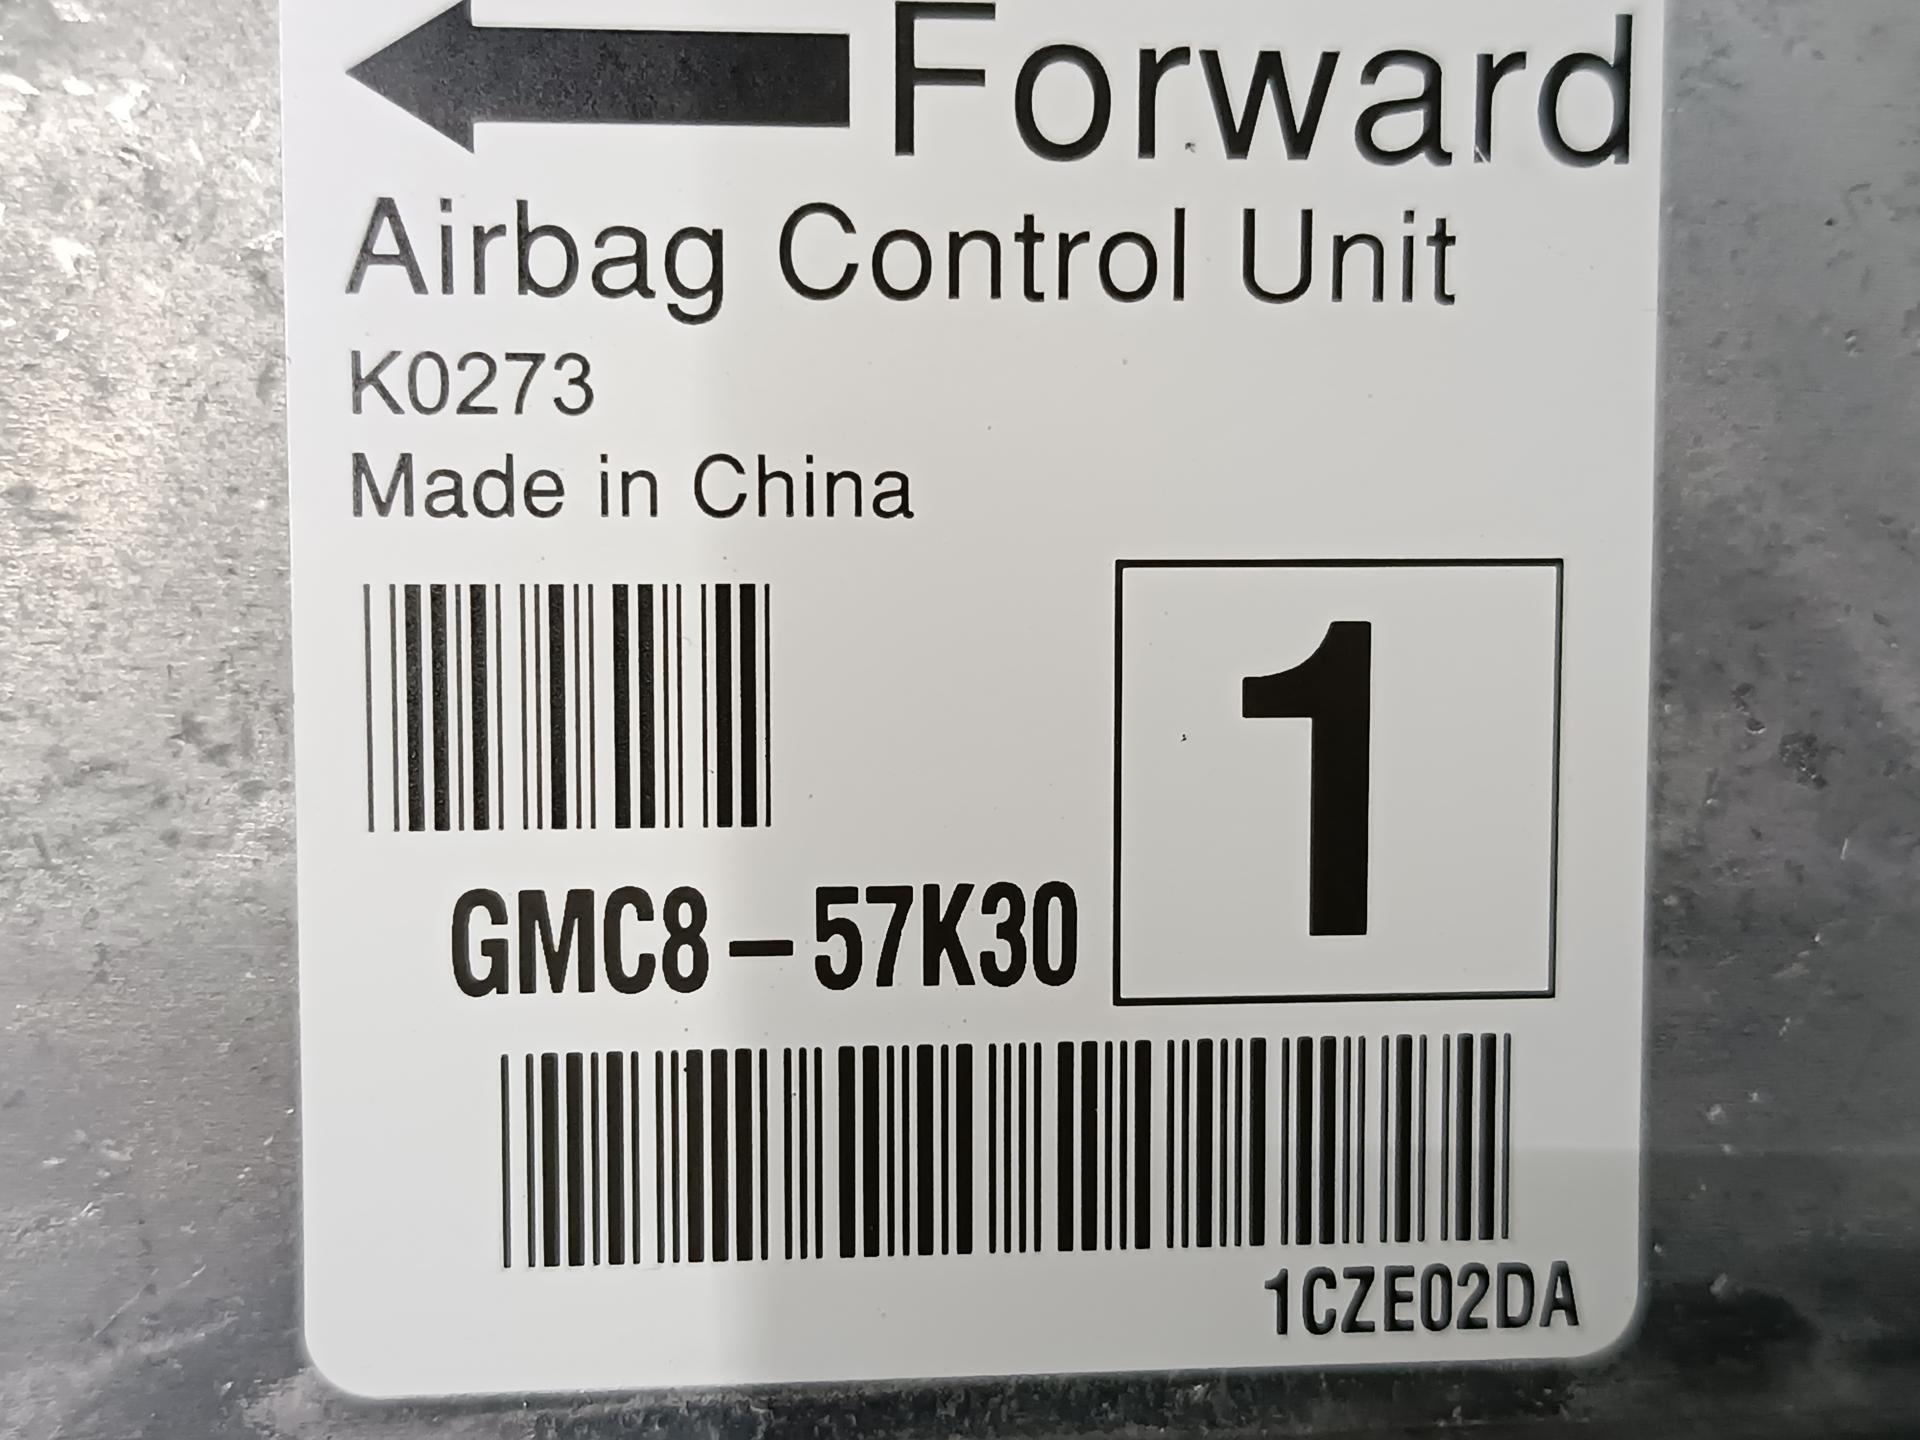 Forward
Airbag Control Unit
K0273
Made in China
1
GMC8-57K30
1CZE02DA